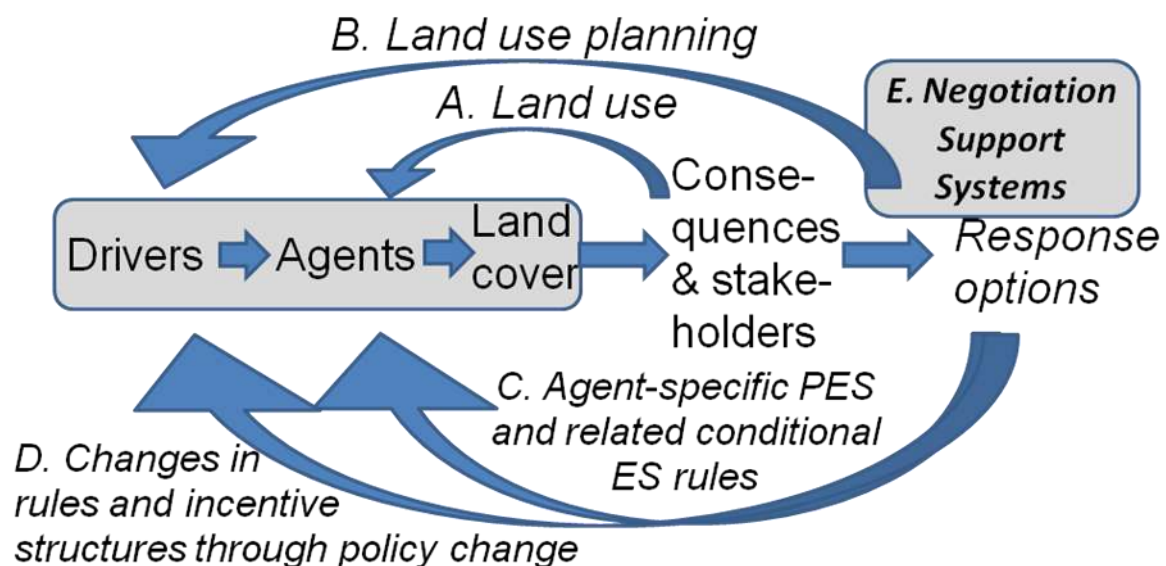 B. Land use planning
A. Land use
E. Negotiation
Support
Systems
Drivers
Agents
Land
cover
Conse-
quences
& stake-
holders
Response
options
C. Agent-specific PES
and related conditional
ES rules
D. Changes in
rules and incentive
structures through policy change